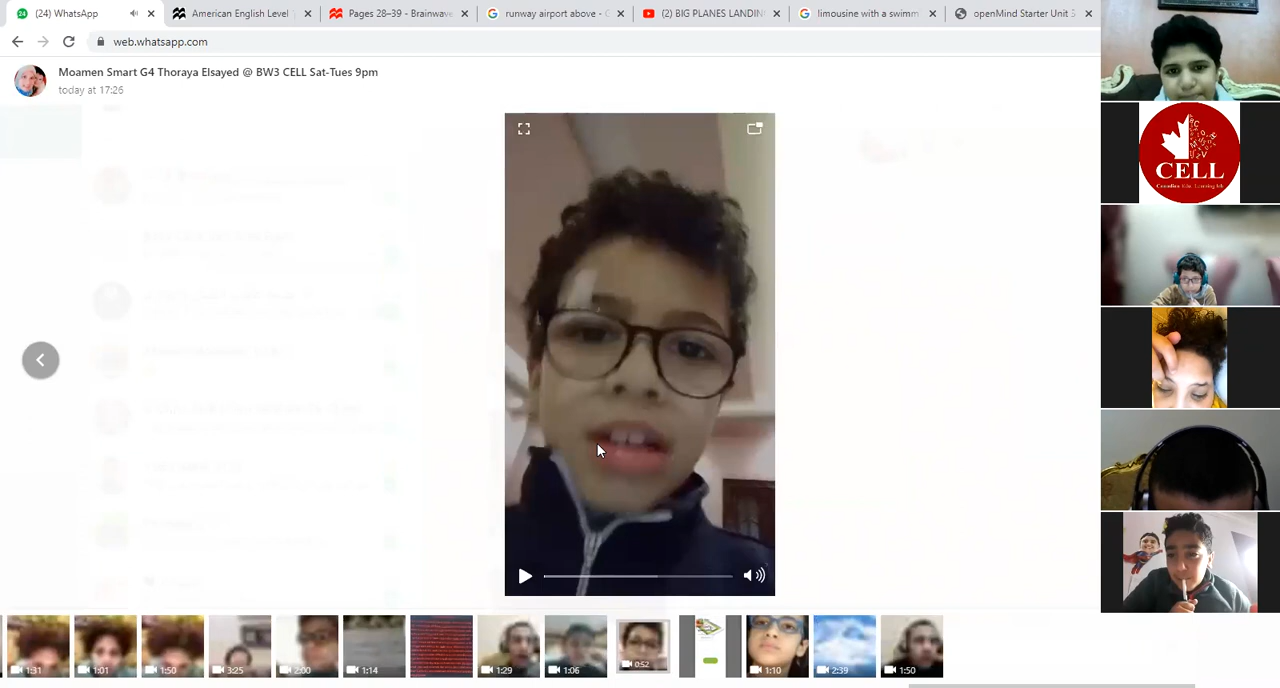 (24) WhatsApp
American English Level
Pages 28–39 - Brainwave
runway airport above - G
(2) BIG PLANES LANDIN
limousine with a swimm
openMind Starter Unit 3
web.whatsapp.com
Moamen Smart G4 Thoraya Elsayed @ BW3 CELL Sat-Tues 9pm
today at 17:26
CELL
1:31
1:01
1:50
3:25
2:00
1:14
1:29
1:06
0:52
1:10
2:39
1:50